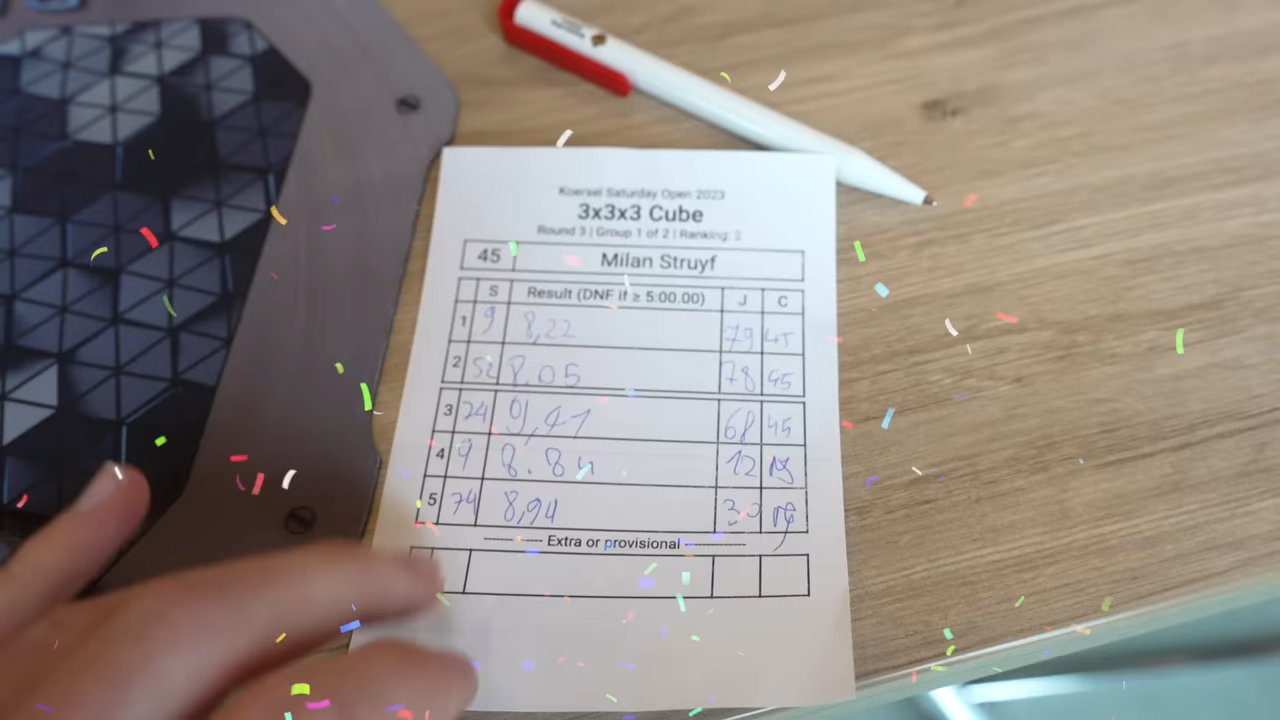 Koersel Saturday Open 2023
3x3x3 Cube
Round 3 | Group 1 of 2 | Ranking: 2
45 Milan Struyf
S Result (DNF if ≥ 5:00.00) J C
1 9 8,22 79 45
2 52 8.05 78 45
3 24 9,47 68 45
4 9 8.84 12
5 74 8,94 30
Extra or provisional